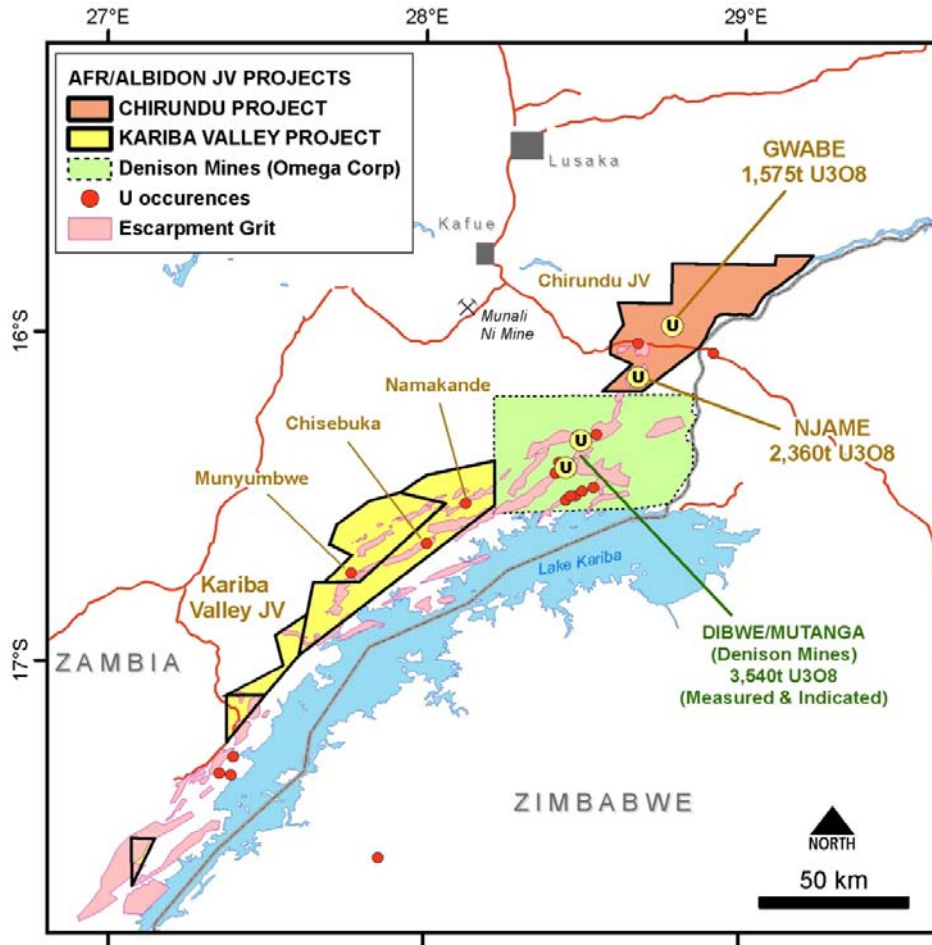 27°E
28°E
29°E
AFR/ALBIDON JV PROJECTS
CHIRUNDU PROJECT
KARIBA VALLEY PROJECT
Denison Mines (Omega Corp)
U occurences
Escarpment Grit
Lusaka
GWABE
1,575t U3O8
Kafue
Chirundu JV
Munali
Ni Mine
16°S
U
U
Namakande
Chisebuka
Munyumbwe
NJAME
2,360t U3O8
U
U
Lake Kariba
Kariba
Valley JV
DIBWE/MUTANGA
(Denison Mines)
3,540t U3O8
(Measured & Indicated)
17°S
ZAMBIA
ZIMBABWE
NORTH
50 km